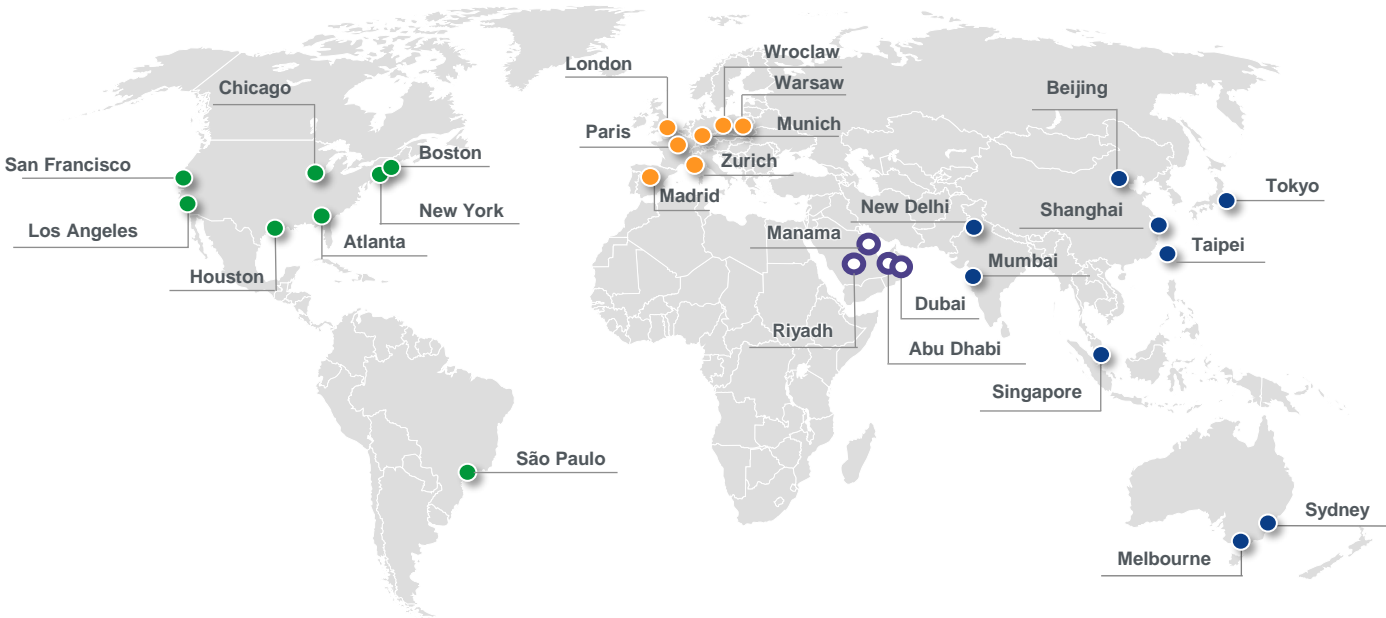 Wroclaw
London
Warsaw
Chicago
Beijing
Paris
Munich
Boston
San Francisco
Zurich
Tokyo
Madrid
New Delhi
Shanghai
New York
Los Angeles
Manama
Atlanta
Taipei
Mumbai
Houston
Dubai
Riyadh
Abu Dhabi
Singapore
São Paulo
Sydney
Melbourne